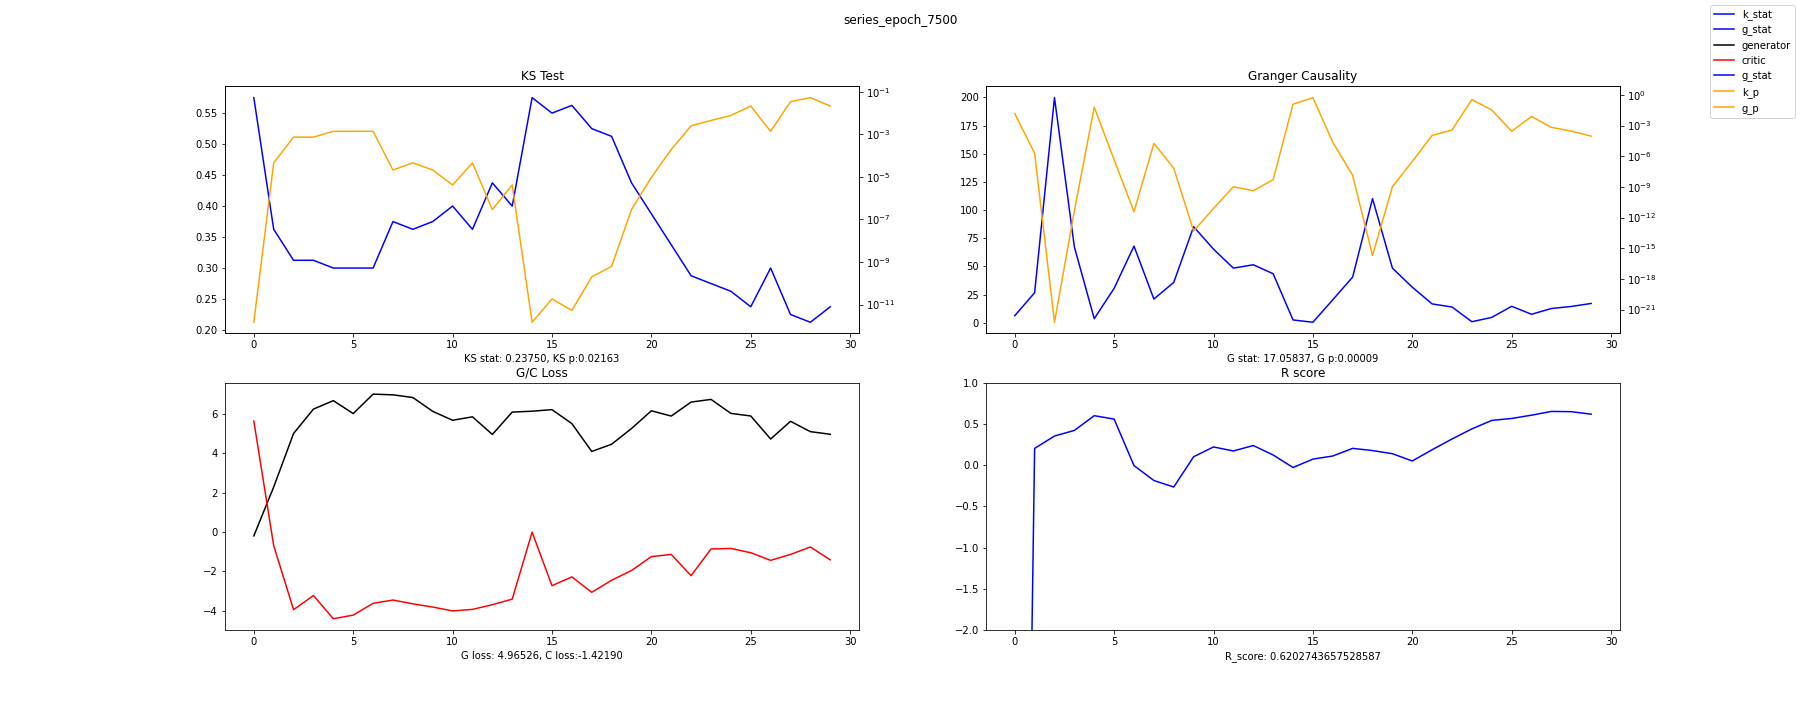 series_epoch_7500
k_stat
g_stat
generator
critic
g_stat
k_p
g_p
KS Test
0.55
0.50
0.45
0.40
0.35
0.30
0.25
0.20
10⁻¹
10⁻³
10⁻⁵
10⁻⁷
10⁻⁹
10⁻¹¹
0 5 10 15 20 25 30
KS stat: 0.23750, KS p:0.02163
Granger Causality
200
175
150
125
100
75
50
25
0
10⁰
10⁻³
10⁻⁶
10⁻⁹
10⁻¹²
10⁻¹⁵
10⁻¹⁸
10⁻²¹
0 5 10 15 20 25 30
G stat: 17.05837, G p:0.00009
G/C Loss
6
4
2
0
−2
−4
0 5 10 15 20 25 30
G loss: 4.96526, C loss:-1.42190
R score
1.0
0.5
0.0
−0.5
−1.0
−1.5
−2.0
0 5 10 15 20 25 30
R_score: 0.6202743657528587